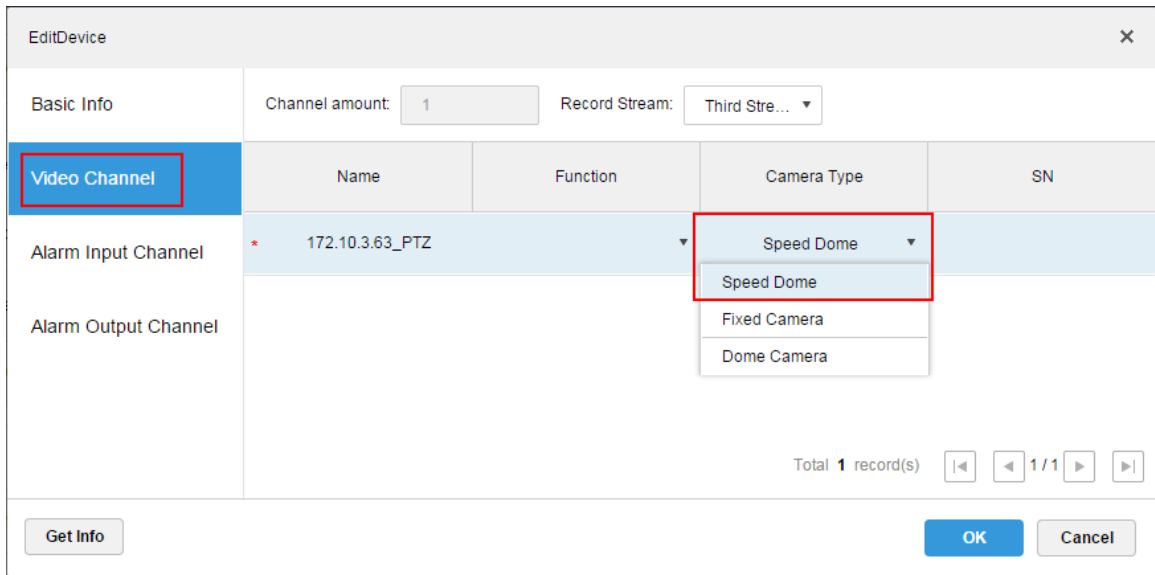 EditDevice ×
Basic Info
Channel amount: 1 Record Stream: Third Stre... ▼
Video Channel
Name Function Camera Type SN
* 172.10.3.63_PTZ ▼ Speed Dome ▼
Alarm Input Channel
Speed Dome
Fixed Camera
Alarm Output Channel
Dome Camera
Total 1 record(s) 1 / 1
Get Info OK Cancel